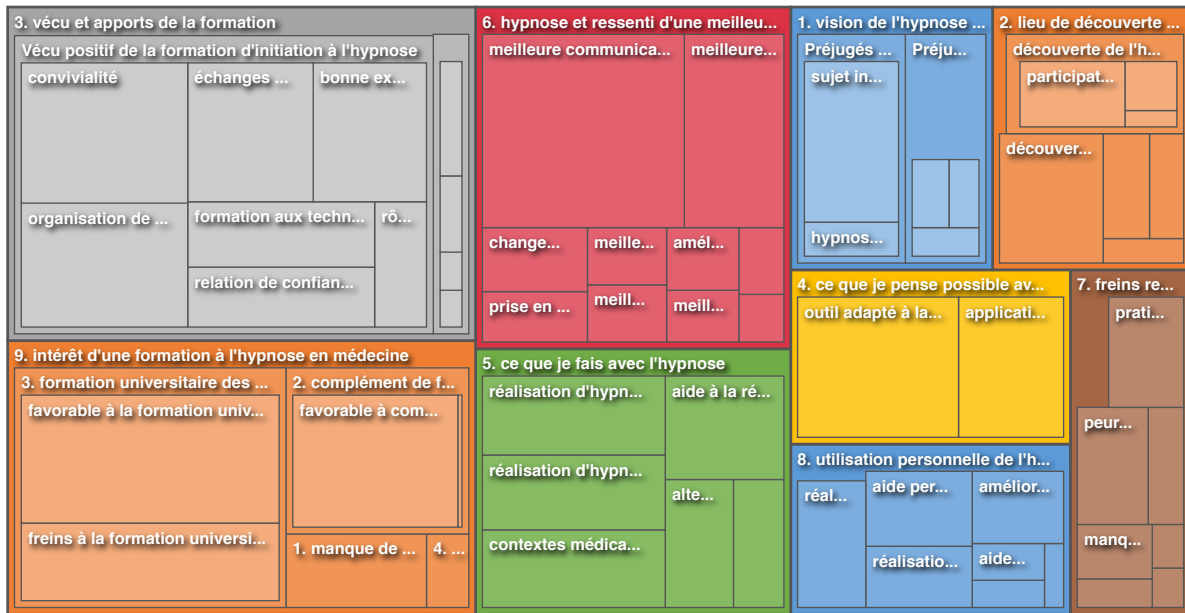 3. vécu et apports de la formation
Vécu positif de la formation d'initiation à l'hypnose
convivialité
échanges ...
bonne ex...
organisation de ...
formation aux techn...
rô...
relation de confian...
9. intérêt d'une formation à l'hypnose en médecine
3. formation universitaire des ...
favorable à la formation univ...
freins à la formation universi...
2. complément de f...
favorable à com...
1. manque de ...
4. ...
6. hypnose et ressenti d'une meilleu...
meilleure communica...
meilleure...
change...
meille...
amél...
prise en ...
meill...
meill...
5. ce que je fais avec l'hypnose
réalisation d'hypn...
aide à la ré...
réalisation d'hypn...
alte...
contextes médica...
1. vision de l'hypnose ...
Préjugés ...
Préju...
sujet in...
hypnos...
2. lieu de découverte ...
découverte de l'h...
participat...
découver...
4. ce que je pense possible av...
outil adapté à la...
applicati...
8. utilisation personnelle de l'h...
réal...
aide per...
amélior...
réalisatio...
aide...
7. freins re...
prati...
peur...
manq...